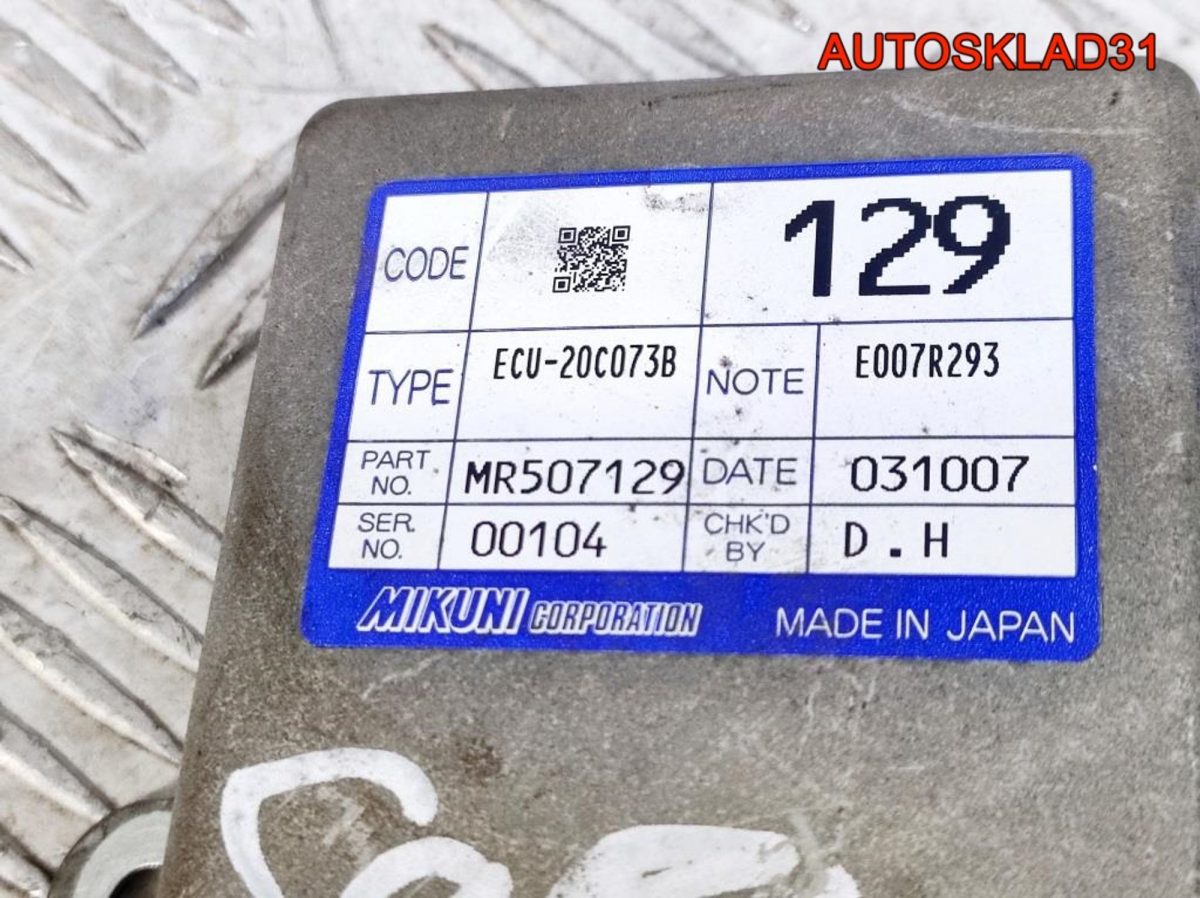 AUTOSKLAD31
CODE 129
TYPE ECU-20C073B NOTE E007R293
PART NO. MR507129 DATE 031007
SER. NO. 00104 CHK'D BY D.H
MIKUNI CORPORATION MADE IN JAPAN